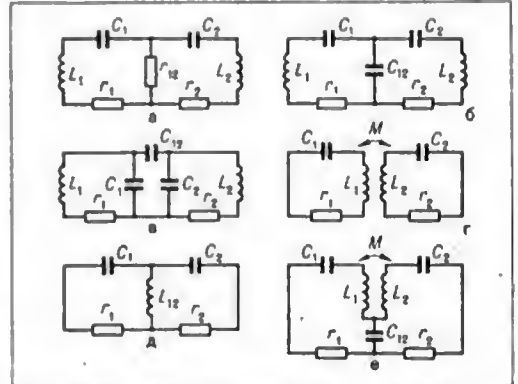 C₁ C₂ C₁ C₂
L₁ r₁₂ L₂ L₁ C₁₂ L₂
r₁ r₂ r₁ r₂
а б
C₁₂ M
L₁ C₁ C₂ L₂ C₁ L₁ L₂ C₂
r₁ r₂ r₁ r₂
в г
C₁ C₂ C₁ M C₂
L₁₂ L₁ L₂
C₁₂
r₁ r₂ r₁ r₂
д е